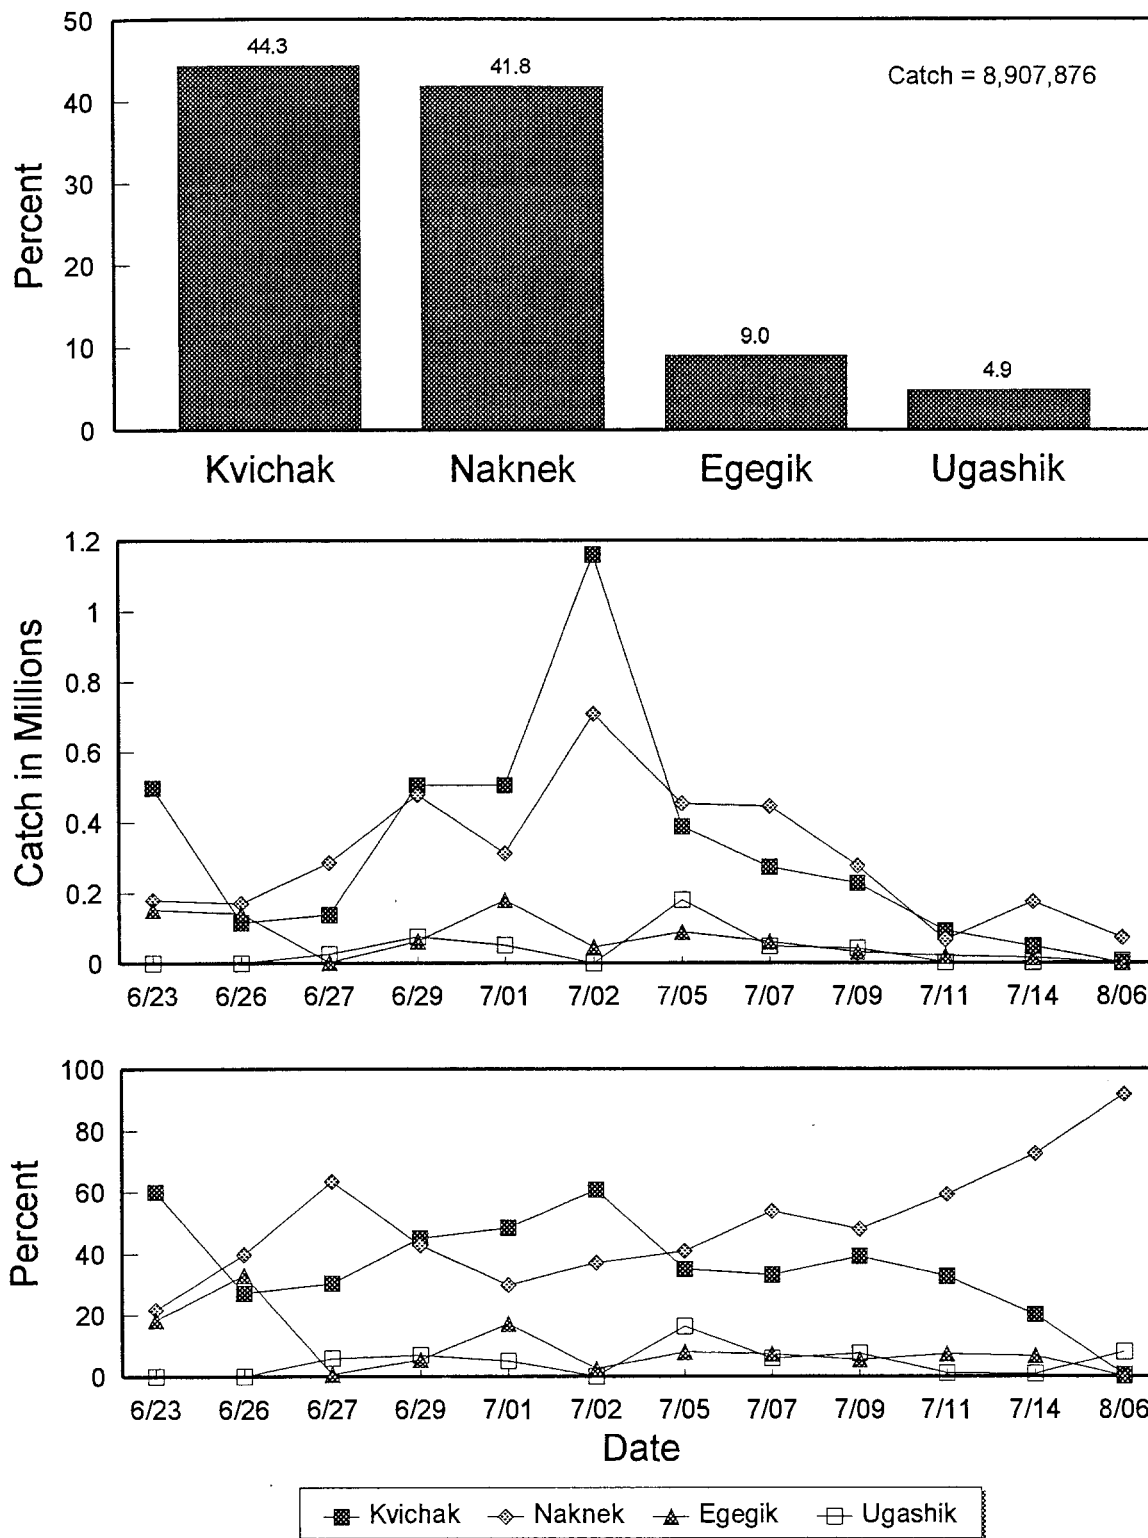 50
40
30
20
10
0
Percent
44.3
41.8
9.0
4.9
Catch = 8,907,876
Kvichak Naknek Egegik Ugashik
1.2
1
0.8
0.6
0.4
0.2
0
Catch in Millions
6/23 6/26 6/27 6/29 7/01 7/02 7/05 7/07 7/09 7/11 7/14 8/06
100
80
60
40
20
0
Percent
6/23 6/26 6/27 6/29 7/01 7/02 7/05 7/07 7/09 7/11 7/14 8/06
Date
Kvichak Naknek Egegik Ugashik